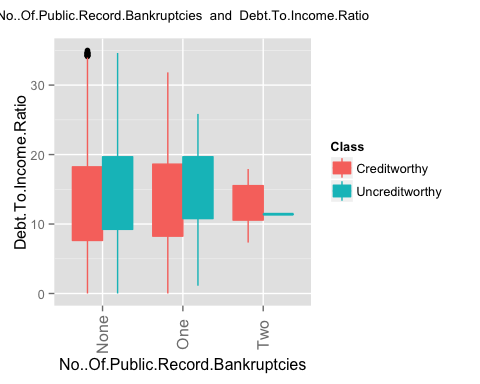 No..Of.Public.Record.Bankruptcies and Debt.To.Income.Ratio
Debt.To.Income.Ratio
30
20
10
0
None
One
Two
No..Of.Public.Record.Bankruptcies
Class
Creditworthy
Uncreditworthy